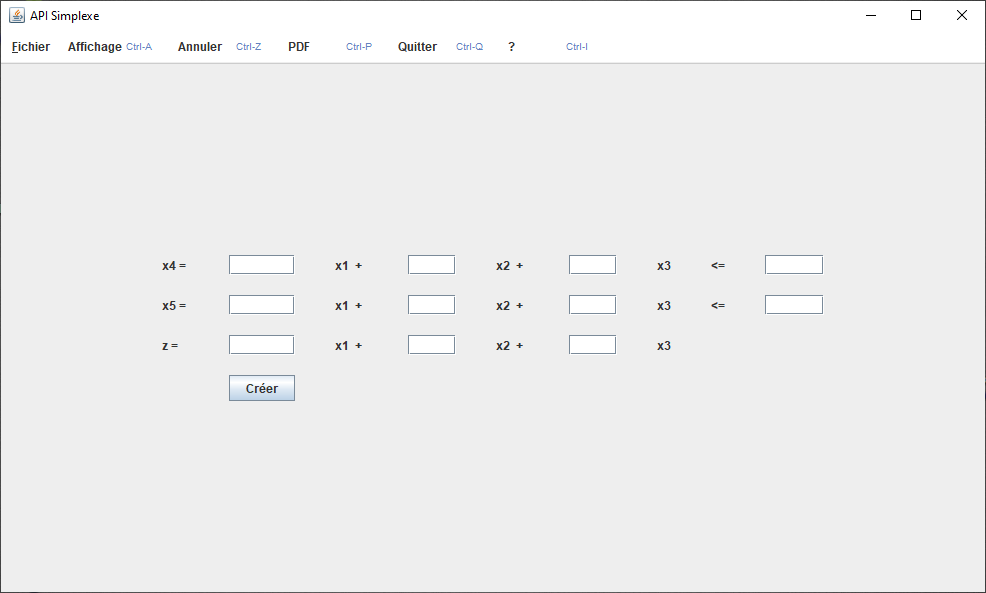 API Simplexe
Fichier Affichage Ctrl-A Annuler Ctrl-Z PDF Ctrl-P Quitter Ctrl-Q ? Ctrl-I
x4 = x1 + x2 + x3 <=
x5 = x1 + x2 + x3 <=
z = x1 + x2 + x3
Créer